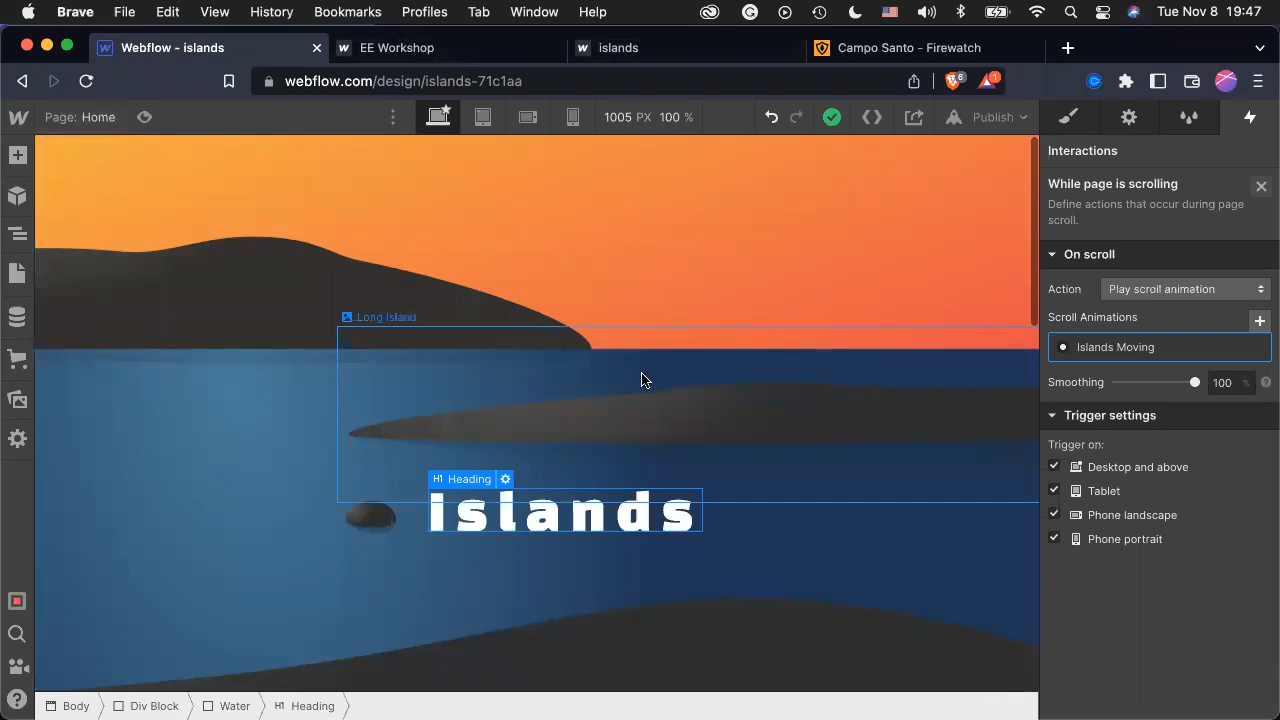 Brave File Edit View History Bookmarks Profiles Tab Window Help Tue Nov 8 19:47
Webflow - islands
EE Workshop
islands
Campo Santo - Firewatch
webflow.com/design/islands-71c1aa
6
1
Page: Home
1005 PX 100 %
Publish
Interactions
While page is scrolling
Define actions that occur during page
scroll.
On scroll
Action Play scroll animation
Scroll Animations
Islands Moving
Smoothing 100 %
Trigger settings
Trigger on:
Desktop and above
Tablet
Phone landscape
Phone portrait
Long Island
H1 Heading
Islands
Body Div Block Water H1 Heading